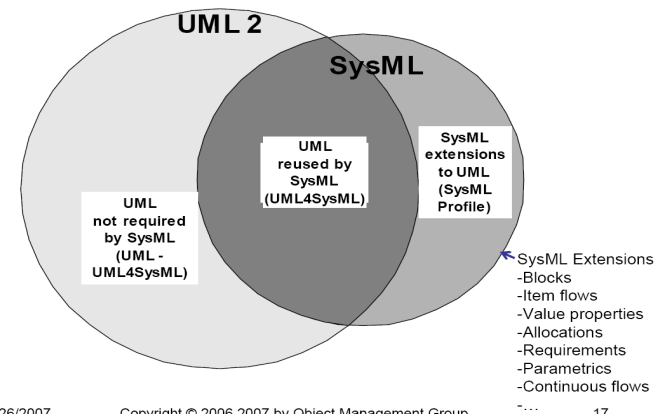 UML 2
SysML
UML
reused by
SysML
(UML4SysML)
SysML
extensions
to UML
(SysML
Profile)
UML
not required
by SysML
(UML -
UML4SysML)
SysML Extensions
-Blocks
-Item flows
-Value properties
-Allocations
-Requirements
-Parametrics
-Continuous flows
-...
26/2007
Copyright © 2006,2007 by Object Management Group.
17